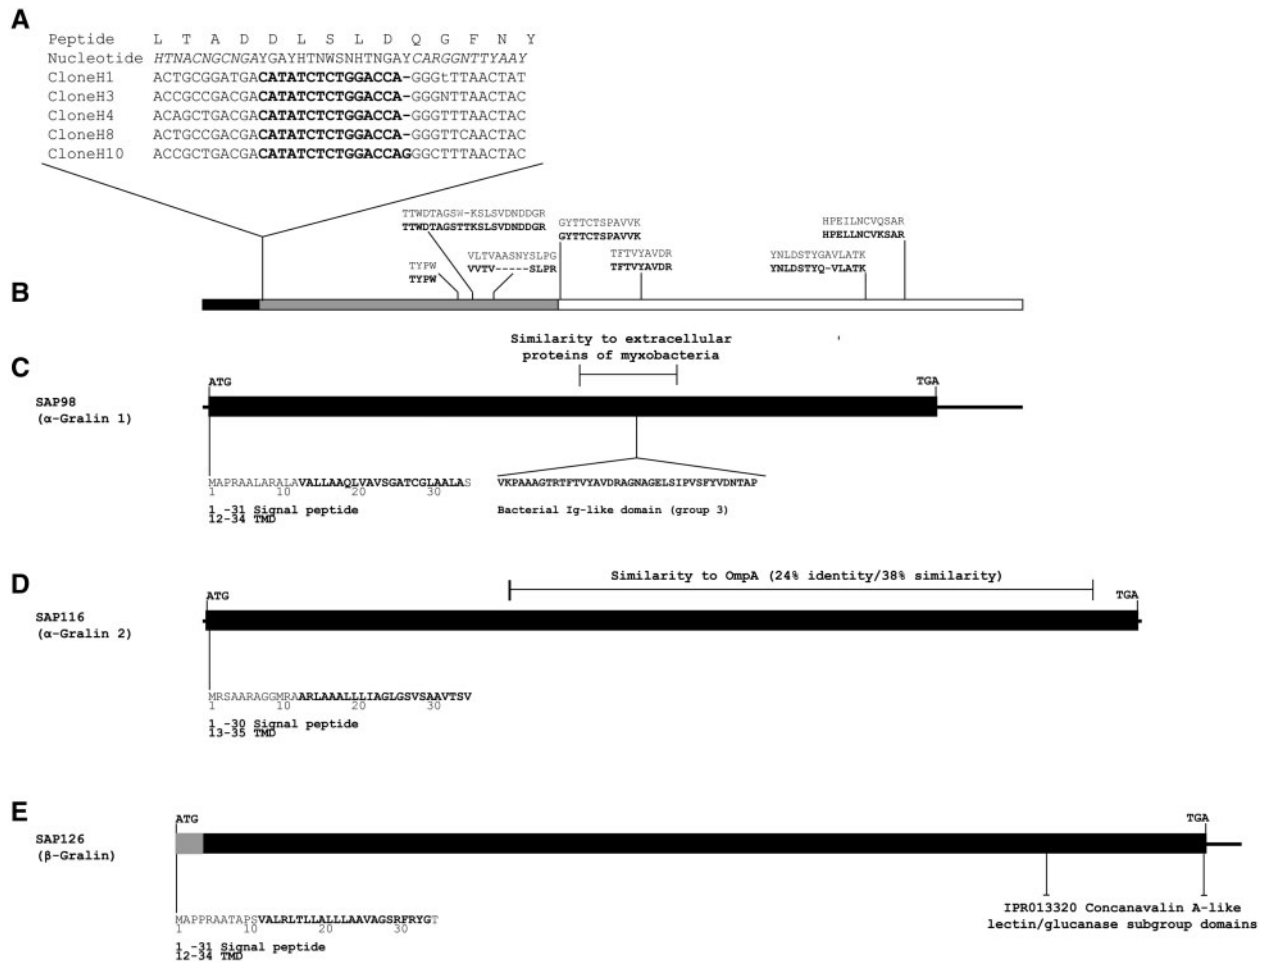 A
Peptide L T A D D L S L D Q G F N Y
Nucleotide HTNACNGCNGAYGAYHTNWSNHTNGAYCARGGNTTYAAY
CloneH1 ACTGCGGATGACATATCTCTGGACCA-GGGtTTAACTAT
CloneH3 ACCGCCGACGACATATCTCTGGACCA-GGGNTTAACTAC
CloneH4 ACAGCTGACGACATATCTCTGGACCA-GGGTTTAACTAC
CloneH8 ACTGCCGACGACATATCTCTGGACCA-GGGTTCAACTAC
CloneH10 ACCGCTGACGACATATCTCTGGACCAGGGCTTTAACTAC
TTWDTAGSW-KSLSVDNDDGR
TTWDTAGSTTKSLSVDNDDGR
GYTTCTSPAVVK
GYTTCTSPAVVK
HPEILNCVQSAR
HPELLNCVKSAR
TYPW
TYPW
VLTVAASNYSLPG
VVTV-----SLPR
TFTVYAVDR
TFTVYAVDR
YNLDSTYGAVLATK
YNLDSTYQ-VLATK
B
Similarity to extracellular
proteins of myxobacteria
C
ATG
TGA
SAP98
(α-Gralin 1)
MAPRAALARALAVALLAAQLVAVSGATCGLAALAS
1 10 20 30
1 -31 Signal peptide
12-34 TMD
VKPAAAGTRTFTVYAVDRAGNAGELSIPVSFYVDNTAP
Bacterial Ig-like domain (group 3)
D
Similarity to OmpA (24% identity/38% similarity)
ATG
TGA
SAP116
(α-Gralin 2)
MRSAARAGGMRAARLAAALLLIAGLGSVSAAVTSV
1 10 20 30
1 -30 Signal peptide
13-35 TMD
E
ATG
TGA
SAP126
(β-Gralin)
MAPPRAATAPSVALRLTLLALLLAAVAGSRFRYGT
1 10 20 30
1 -31 Signal peptide
12-34 TMD
IPR013320 Concanavalin A-like
lectin/glucanase subgroup domains